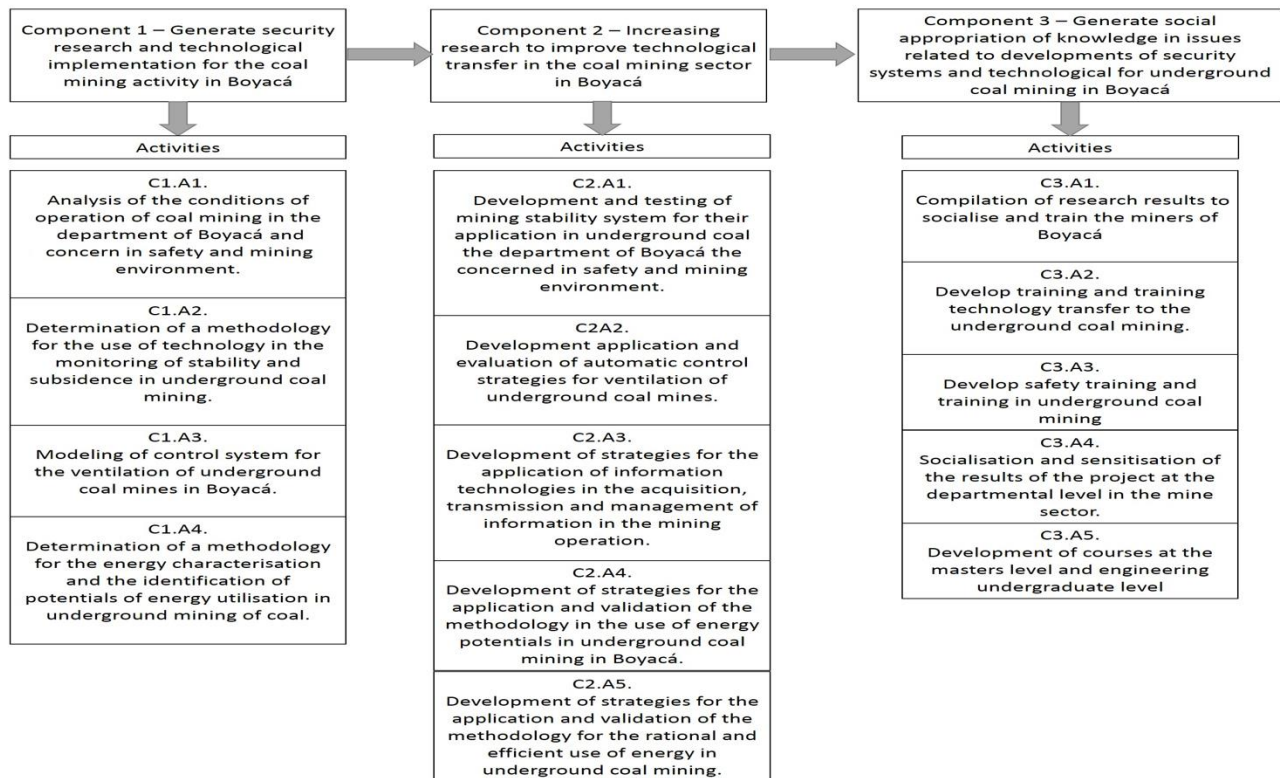 Component 1 – Generate security
research and technological
implementation for the coal
mining activity in Boyacá
Activities
C1.A1.
Analysis of the conditions of
operation of coal mining in the
department of Boyacá and
concern in safety and mining
environment.
C1.A2.
Determination of a methodology
for the use of technology in the
monitoring of stability and
subsidence in underground coal
mining.
C1.A3.
Modeling of control system for
the ventilation of underground
coal mines in Boyacá.
C1.A4.
Determination of a methodology
for the energy characterisation
and the identification of
potentials of energy utilisation in
underground mining of coal.
Component 2 – Increasing
research to improve technological
transfer in the coal mining sector
in Boyacá
Activities
C2.A1.
Development and testing of
mining stability system for their
application in underground coal
the department of Boyacá the
concerned in safety and mining
environment.
C2A2.
Development application and
evaluation of automatic control
strategies for ventilation of
underground coal mines.
C2.A3.
Development of strategies for the
application of information
technologies in the acquisition,
transmission and management of
information in the mining
operation.
C2.A4.
Development of strategies for the
application and validation of the
methodology in the use of energy
potentials in underground coal
mining in Boyacá.
C2.A5.
Development of strategies for the
application and validation of the
methodology for the rational and
efficient use of energy in
underground coal mining.
Component 3 – Generate social
appropriation of knowledge in issues
related to developments of security
systems and technological for underground
coal mining in Boyacá
Activities
C3.A1.
Compilation of research results to
socialise and train the miners of
Boyacá
C3.A2.
Develop training and training
technology transfer to the
underground coal mining.
C3.A3.
Develop safety training and
training in underground coal
mining
C3.A4.
Socialisation and sensitisation of
the results of the project at the
departmental level in the mine
sector.
C3.A5.
Development of courses at the
masters level and engineering
undergraduate level